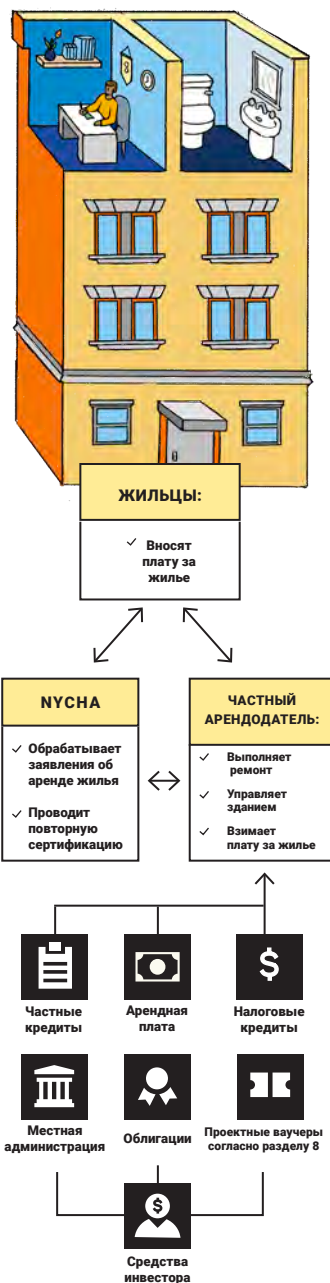 ЖИЛЬЦЫ:
Вносят
плату за
жилье
NYCHA
Обрабатывает
заявления об
аренде жилья
Проводит
повторную
сертификацию
ЧАСТНЫЙ
АРЕНДОДАТЕЛЬ:
Выполняет
ремонт
Управляет
зданием
Взимает
плату за жилье
Частные
кредиты
Арендная
плата
$
Налоговые
кредиты
Местная
администрация
Облигации
Проектные ваучеры
согласно разделу 8
$
Средства
инвестора